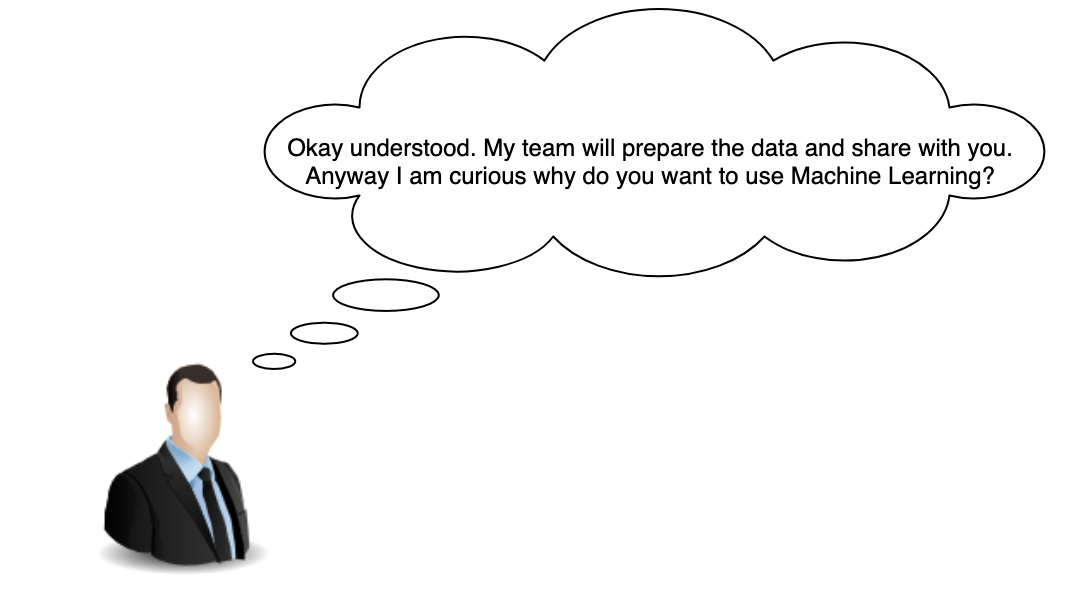 Okay understood. My team will prepare the data and share with you.
Anyway I am curious why do you want to use Machine Learning?